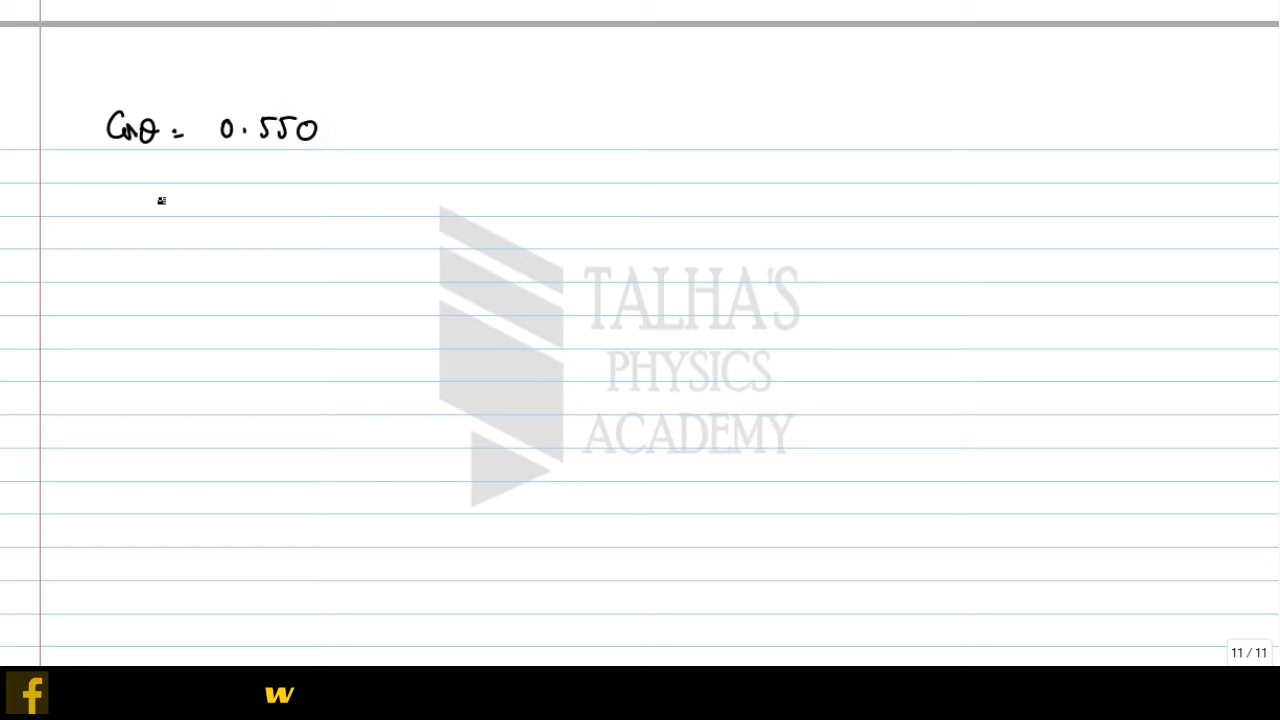 Cosθ = 0.550
TALHA'S
PHYSICS
ACADEMY
11 / 11
f
w